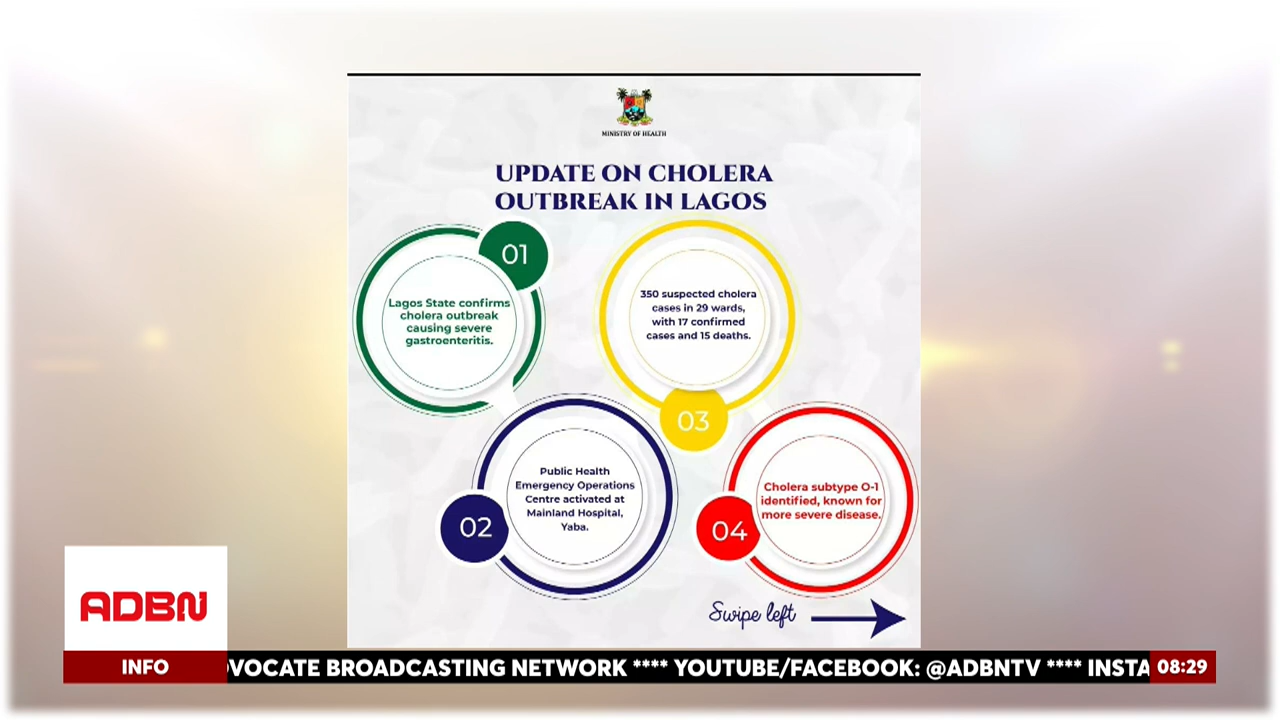 MINISTRY OF HEALTH
UPDATE ON CHOLERA
OUTBREAK IN LAGOS
01
Lagos State confirms
cholera outbreak
causing severe
gastroenteritis.
02
Public Health
Emergency Operations
Centre activated at
Mainland Hospital,
Yaba.
03
350 suspected cholera
cases in 29 wards,
with 17 confirmed
cases and 15 deaths.
04
Cholera subtype O-1
identified, known for
more severe disease.
Swipe left
ADBN
INFO
DVOCATE BROADCASTING NETWORK **** YOUTUBE/FACEBOOK: @ADBNTV **** INSTA
08:29